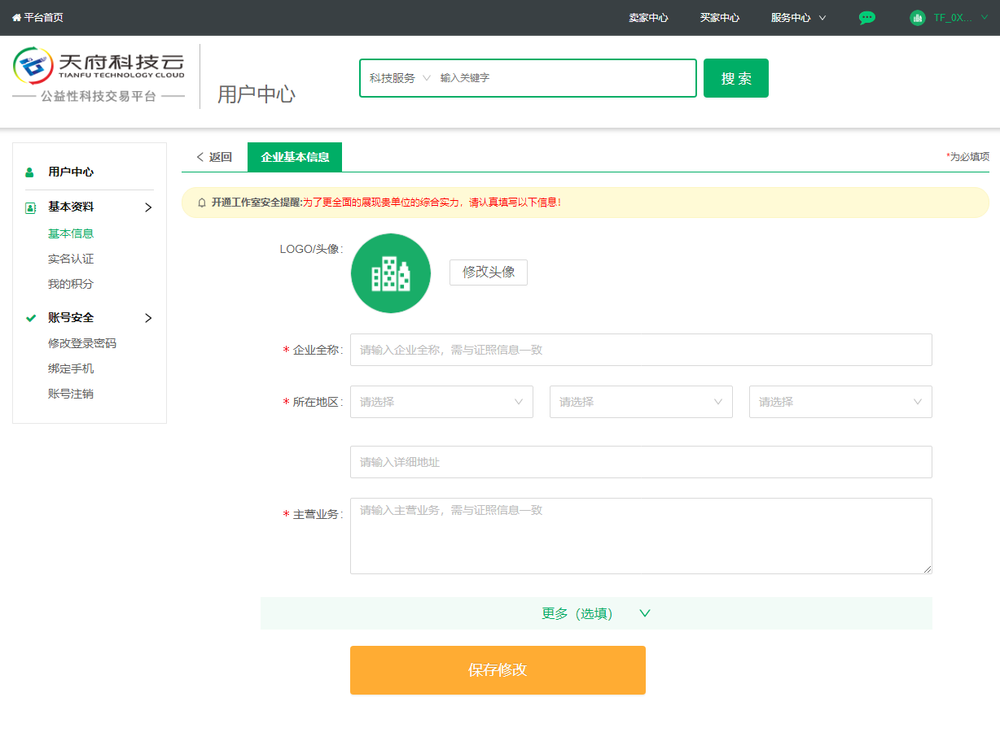 平台首页
卖家中心 买家中心 服务中心 TF_0X...
天府科技云
TIANFU TECHNOLOGY CLOUD
公益性科技交易平台
用户中心
科技服务 输入关键字 搜 索
用户中心
基本资料
基本信息
实名认证
我的积分
账号安全
修改登录密码
绑定手机
账号注销
返回 企业基本信息 *为必填项
开通工作室安全提醒:为了更全面的展现贵单位的综合实力，请认真填写以下信息!
LOGO/头像: 修改头像
* 企业全称: 请输入企业全称，需与证照信息一致
* 所在地区: 请选择 请选择 请选择
请输入详细地址
* 主营业务: 请输入主营业务，需与证照信息一致
更多（选填）
保存修改